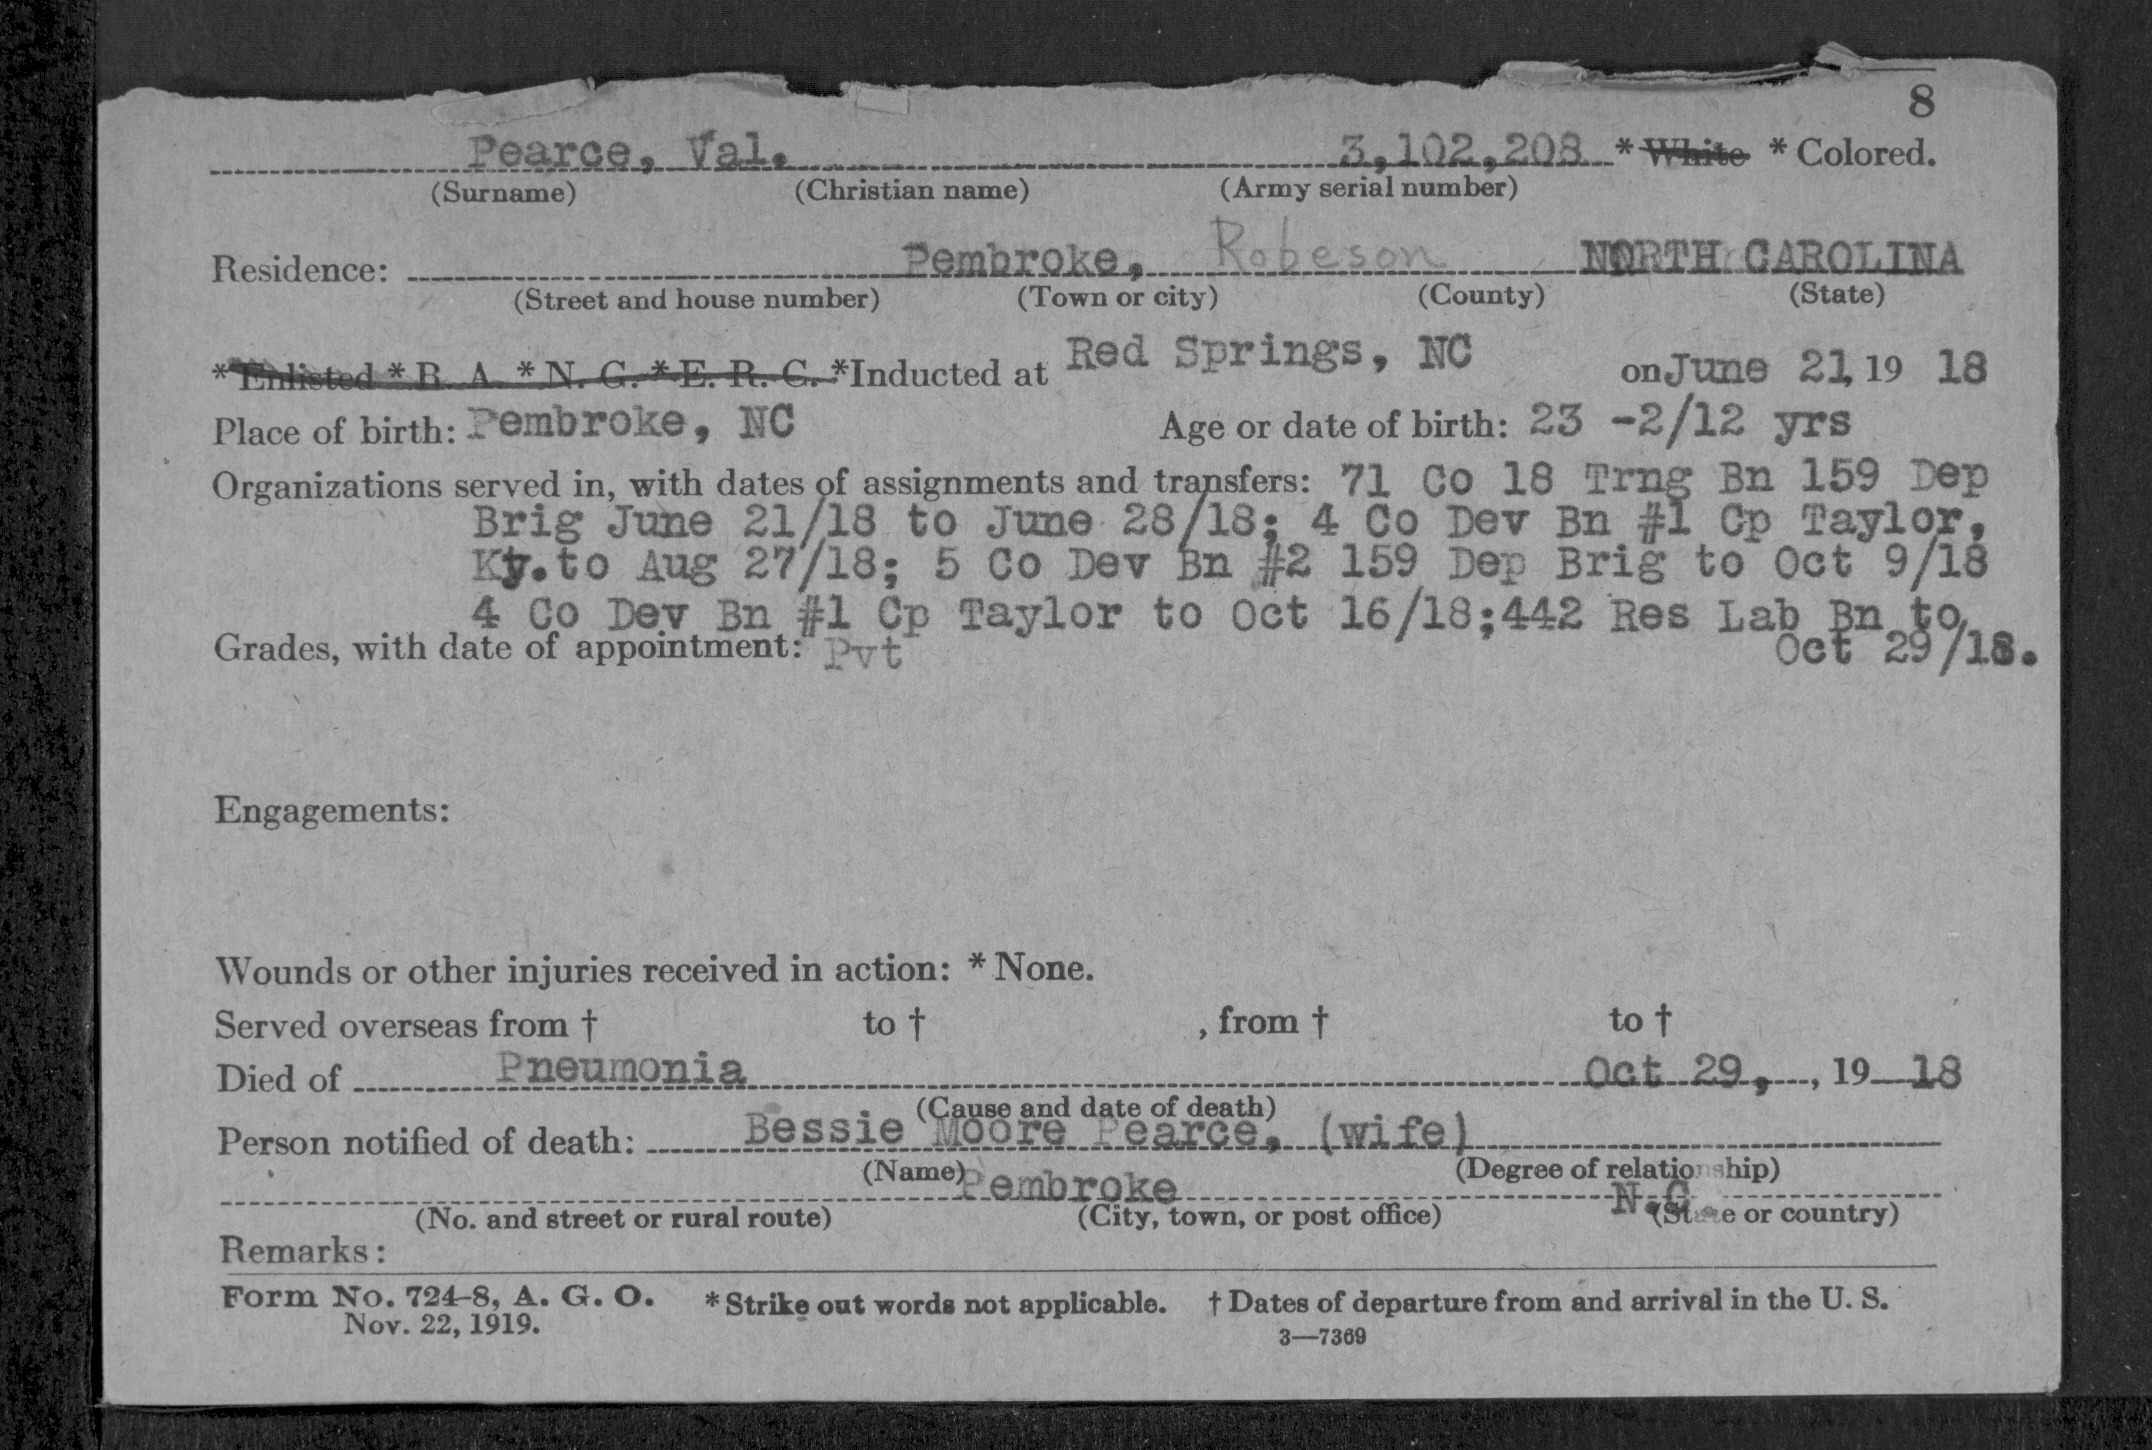 8
Pearce, Val. 3,102,208 * White * Colored.
(Surname) (Christian name) (Army serial number)
Residence: Pembroke, Robeson NORTH CAROLINA
(Street and house number) (Town or city) (County) (State)
* Enlisted * R. A. * N. G. * E. R. C. *Inducted at Red Springs, NC on June 21, 19 18
Place of birth: Pembroke, NC Age or date of birth: 23 -2/12 yrs
Organizations served in, with dates of assignments and transfers: 71 Co 18 Trng Bn 159 Dep
Brig June 21/18 to June 28/18; 4 Co Dev Bn #1 Cp Taylor,
Ky. to Aug 27/18; 5 Co Dev Bn #2 159 Dep Brig to Oct 9/18
4 Co Dev Bn #1 Cp Taylor to Oct 16/18;442 Res Lab Bn to
Grades, with date of appointment: Pvt Oct 29/18.
Engagements:
Wounds or other injuries received in action: * None.
Served overseas from † to † , from † to †
Died of Pneumonia Oct 29, , 19 18
(Cause and date of death)
Person notified of death: Bessie Moore Pearce, (wife)
(Name) (Degree of relationship)
Pembroke N.C.
(No. and street or rural route) (City, town, or post office) (State or country)
Remarks:
Form No. 724-8, A. G. O. * Strike out words not applicable. † Dates of departure from and arrival in the U. S.
Nov. 22, 1919. 3—7369